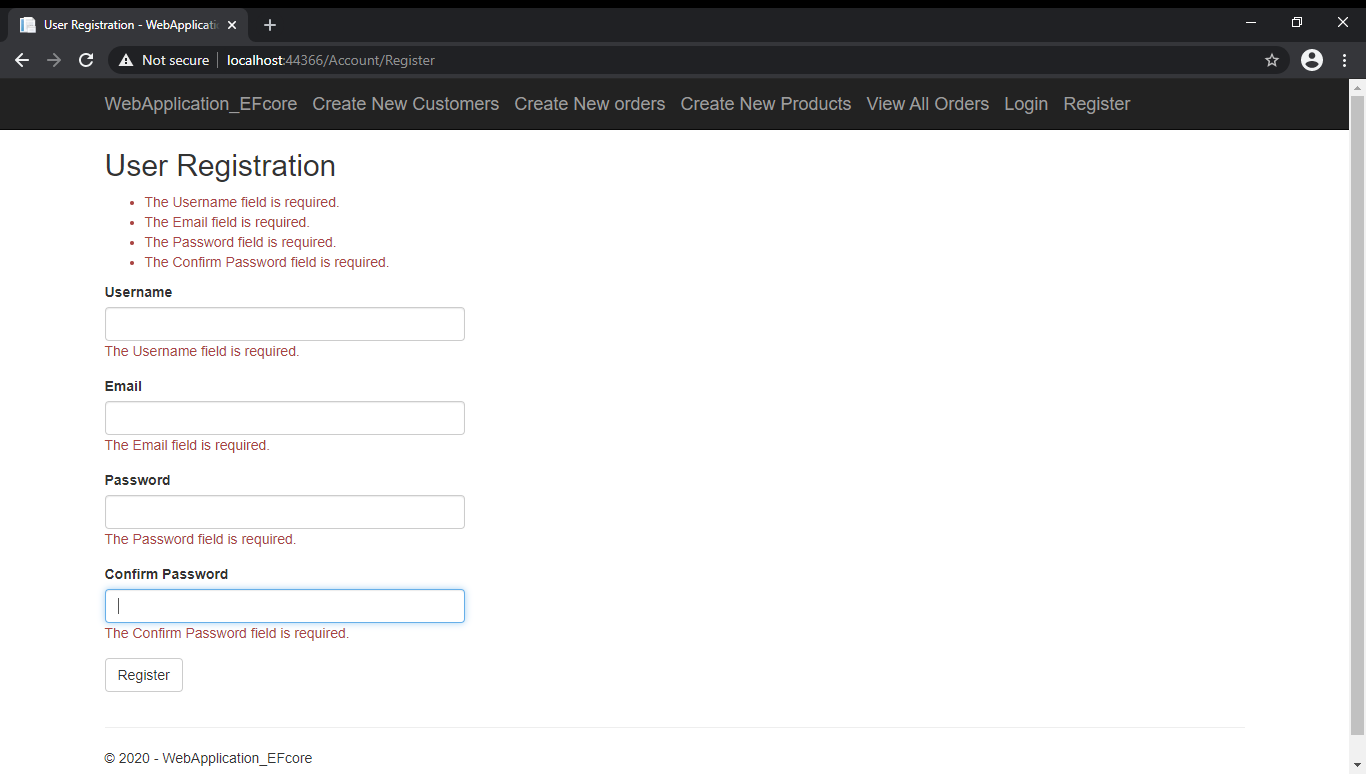 User Registration - WebApplicati
Not secure localhost:44366/Account/Register
WebApplication_EFcore Create New Customers Create New orders Create New Products View All Orders Login Register
User Registration
The Username field is required.
The Email field is required.
The Password field is required.
The Confirm Password field is required.
Username
The Username field is required.
Email
The Email field is required.
Password
The Password field is required.
Confirm Password
The Confirm Password field is required.
Register
© 2020 - WebApplication_EFcore